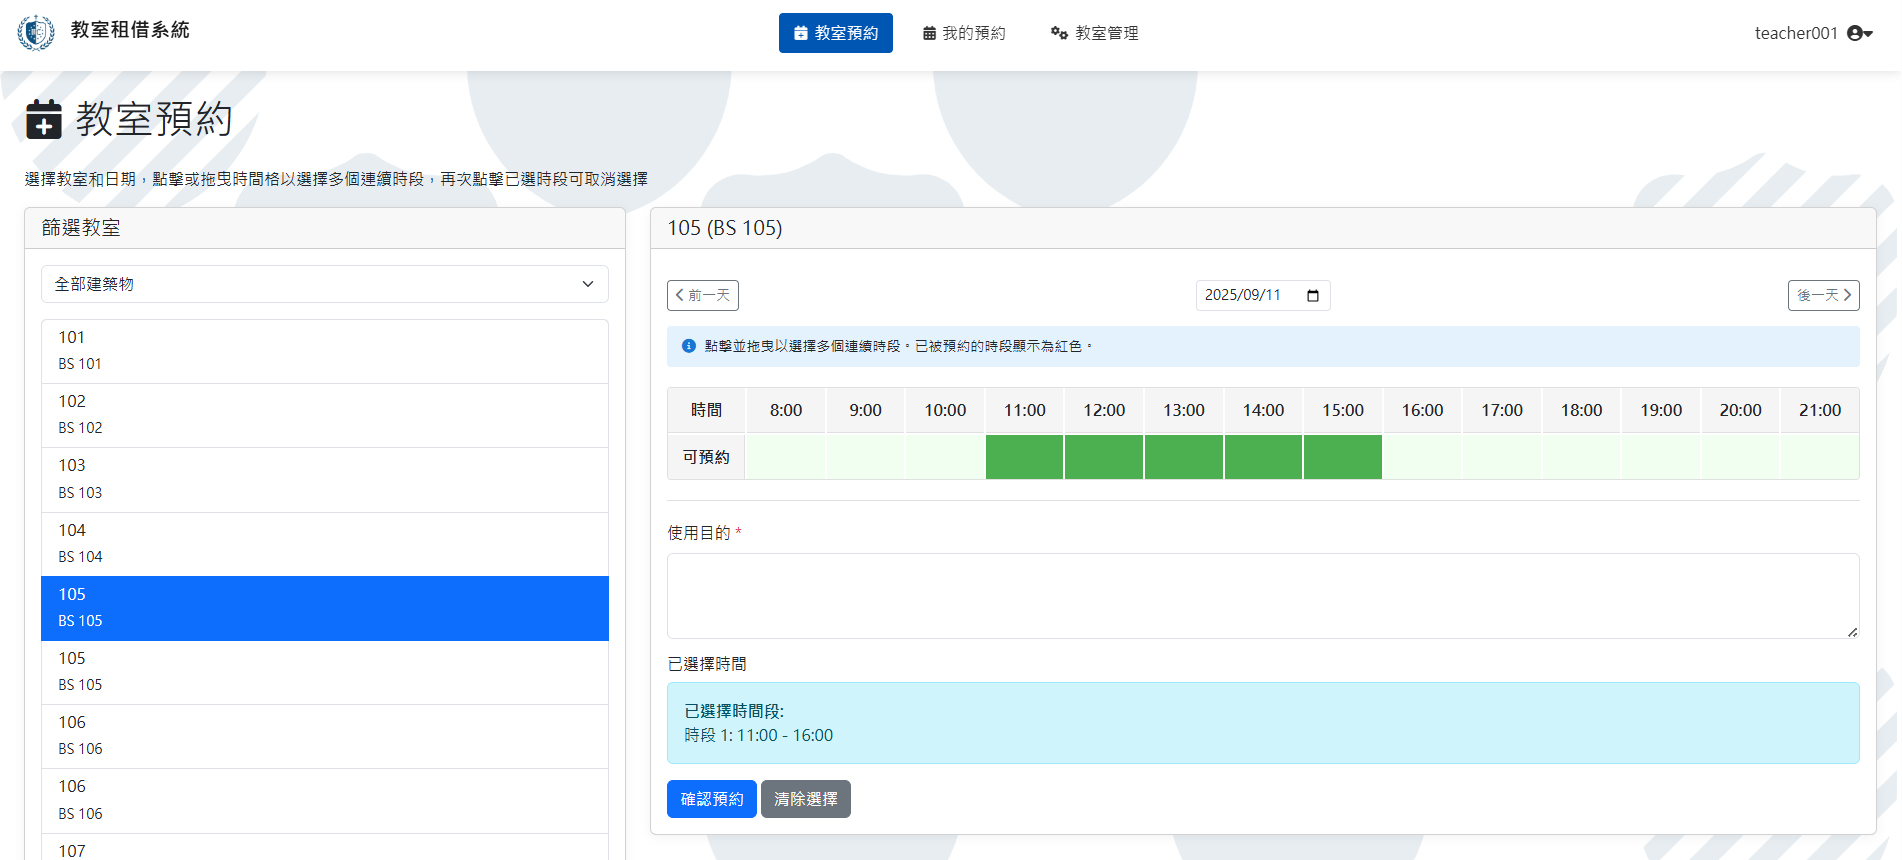 教室租借系統
教室預約
我的預約
教室管理
teacher001
教室預約
選擇教室和日期，點擊或拖曳時間格以選擇多個連續時段，再次點擊已選時段可取消選擇
篩選教室
全部建築物
101
BS 101
102
BS 102
103
BS 103
104
BS 104
105
BS 105
105
BS 105
106
BS 106
106
BS 106
107
105 (BS 105)
前一天
2025/09/11
後一天
點擊並拖曳以選擇多個連續時段。已被預約的時段顯示為紅色。
時間 8:00 9:00 10:00 11:00 12:00 13:00 14:00 15:00 16:00 17:00 18:00 19:00 20:00 21:00
可預約
使用目的 *
已選擇時間
已選擇時間段:
時段 1: 11:00 - 16:00
確認預約
清除選擇